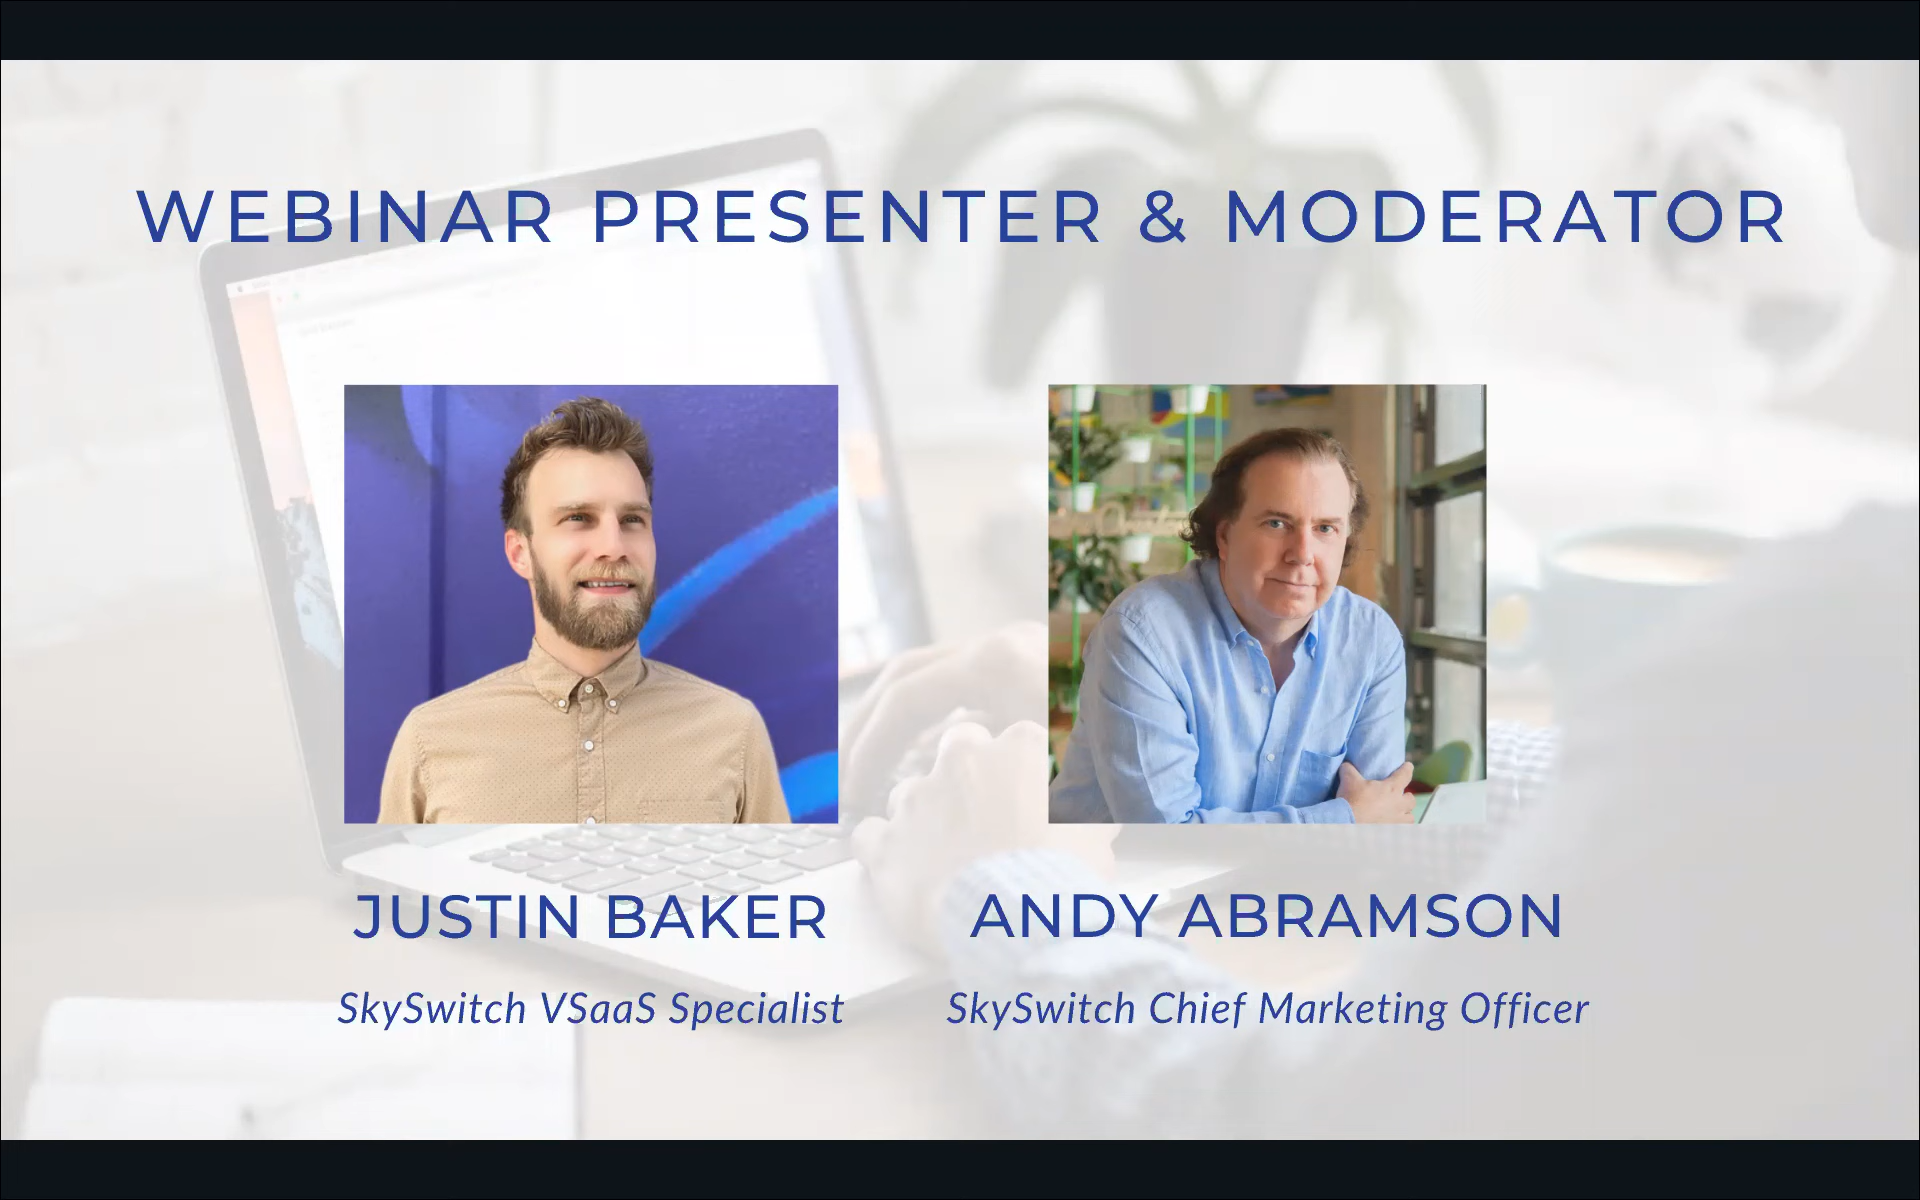 WEBINAR PRESENTER & MODERATOR
JUSTIN BAKER
SkySwitch VSaaS Specialist
ANDY ABRAMSON
SkySwitch Chief Marketing Officer